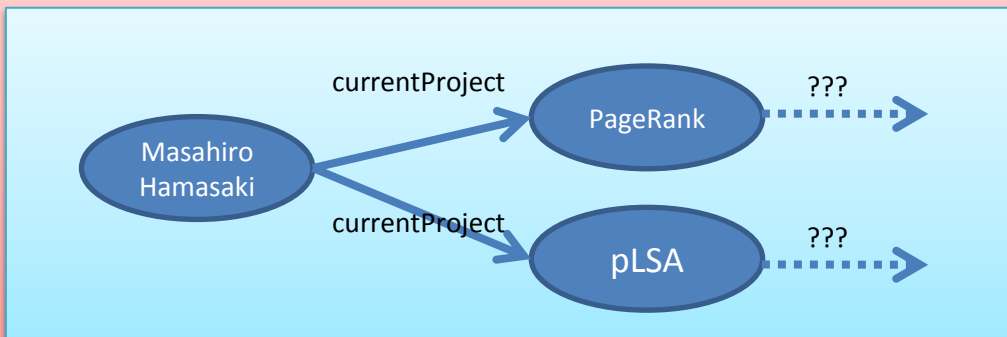 currentProject
???
PageRank
Masahiro
Hamasaki
currentProject
???
pLSA